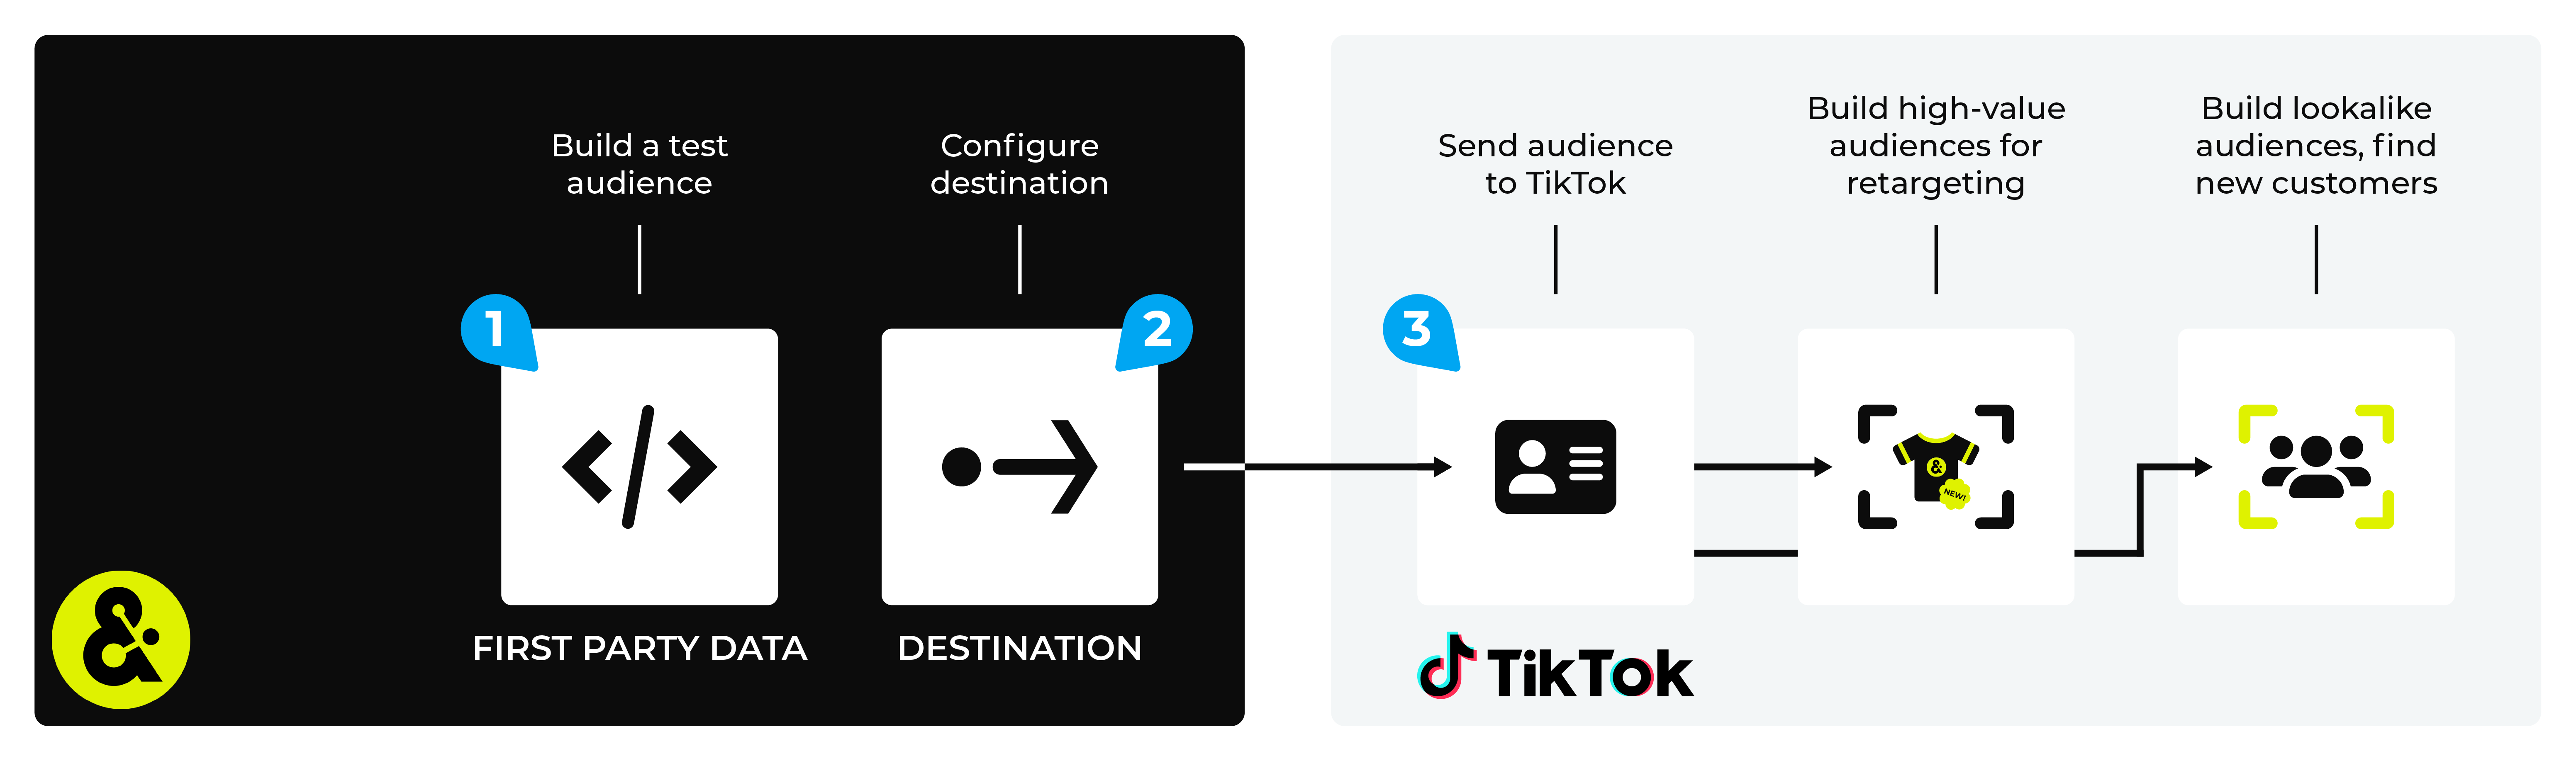 Build a test
audience
Configure
destination
1
2
FIRST PARTY DATA
DESTINATION
&
Send audience
to TikTok
Build high-value
audiences for
retargeting
Build lookalike
audiences, find
new customers
3
</>
&
NEW!
TikTok